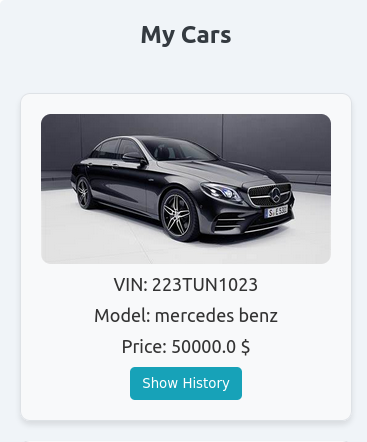 My Cars
VIN: 223TUN1023
Model: mercedes benz
Price: 50000.0 $
Show History